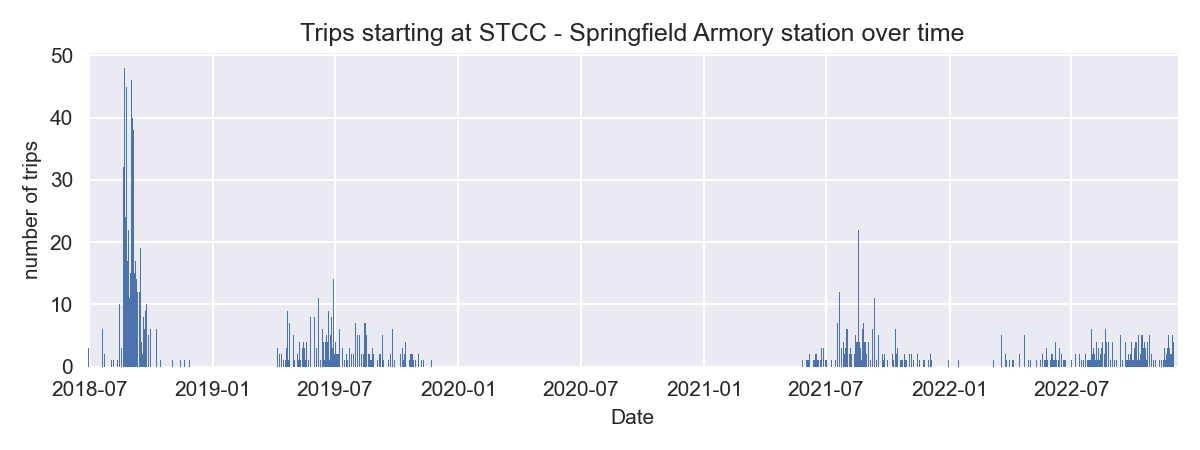 Trips starting at STCC - Springfield Armory station over time
50
40
30
20
10
0
number of trips
2018-07 2019-01 2019-07 2020-01 2020-07 2021-01 2021-07 2022-01 2022-07
Date